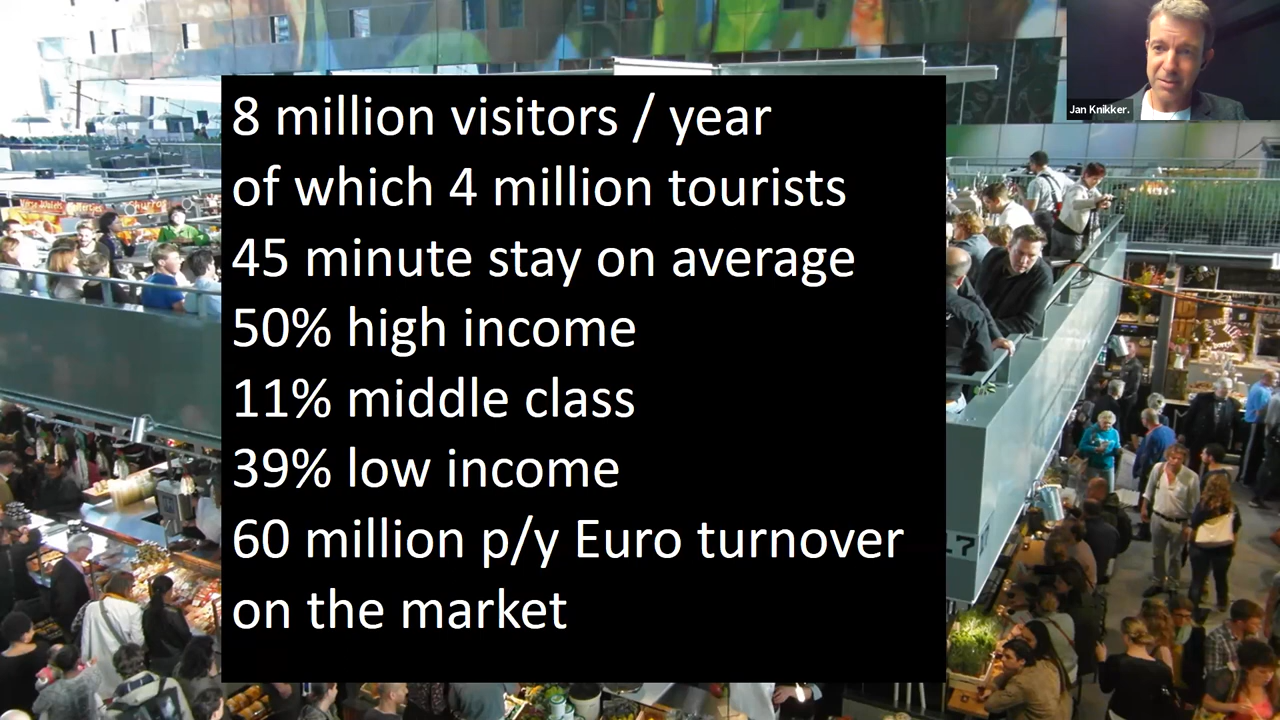 8 million visitors / year
of which 4 million tourists
45 minute stay on average
50% high income
11% middle class
39% low income
60 million p/y Euro turnover
on the market
Jan Knikker.
Churros